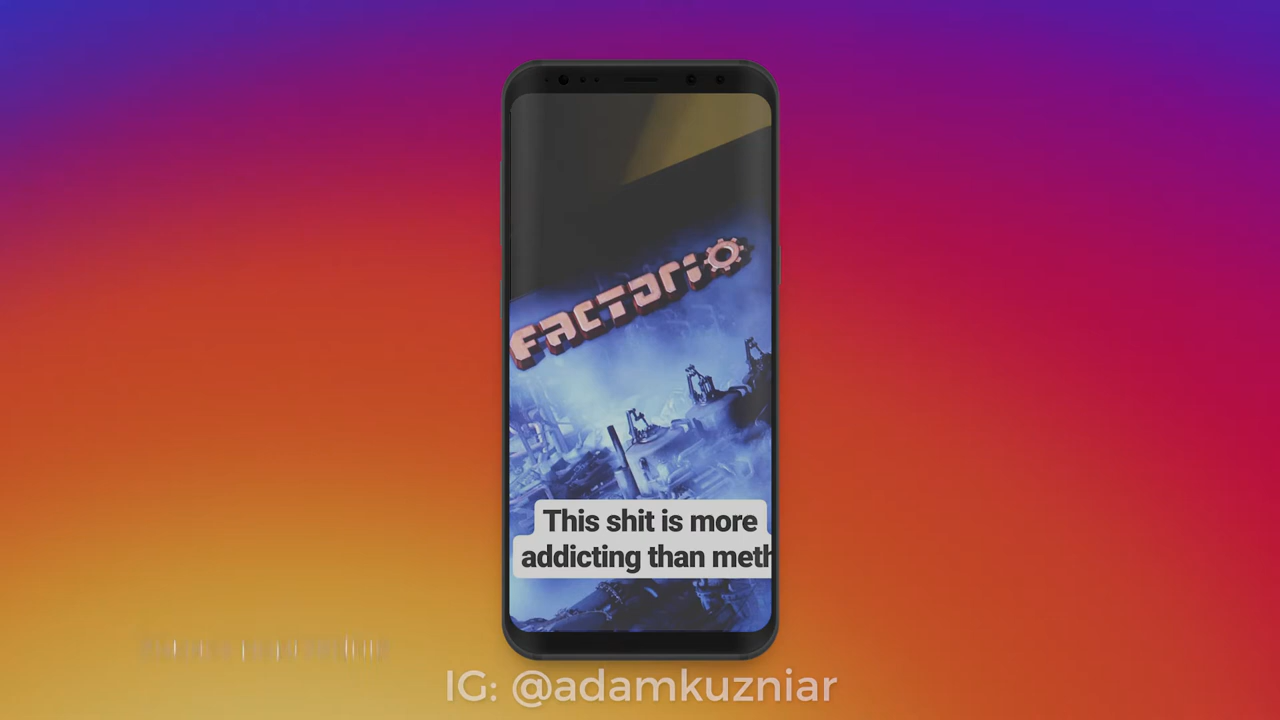 FACTORIO
This shit is more
addicting than meth
IG: @adamkuzniar